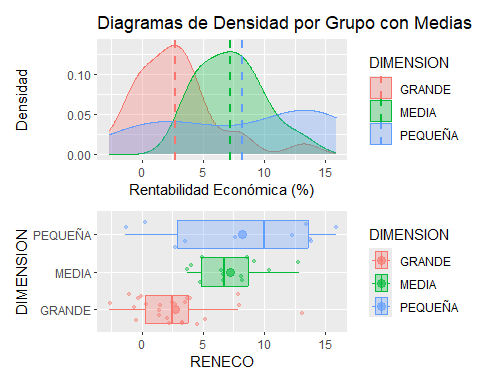 Diagramas de Densidad por Grupo con Medias
Densidad
0.10
0.05
0.00
0 5 10 15
Rentabilidad Económica (%)
DIMENSION
GRANDE
MEDIA
PEQUEÑA
DIMENSION
PEQUEÑA
MEDIA
GRANDE
0 5 10 15
RENECO
DIMENSION
GRANDE
MEDIA
PEQUEÑA